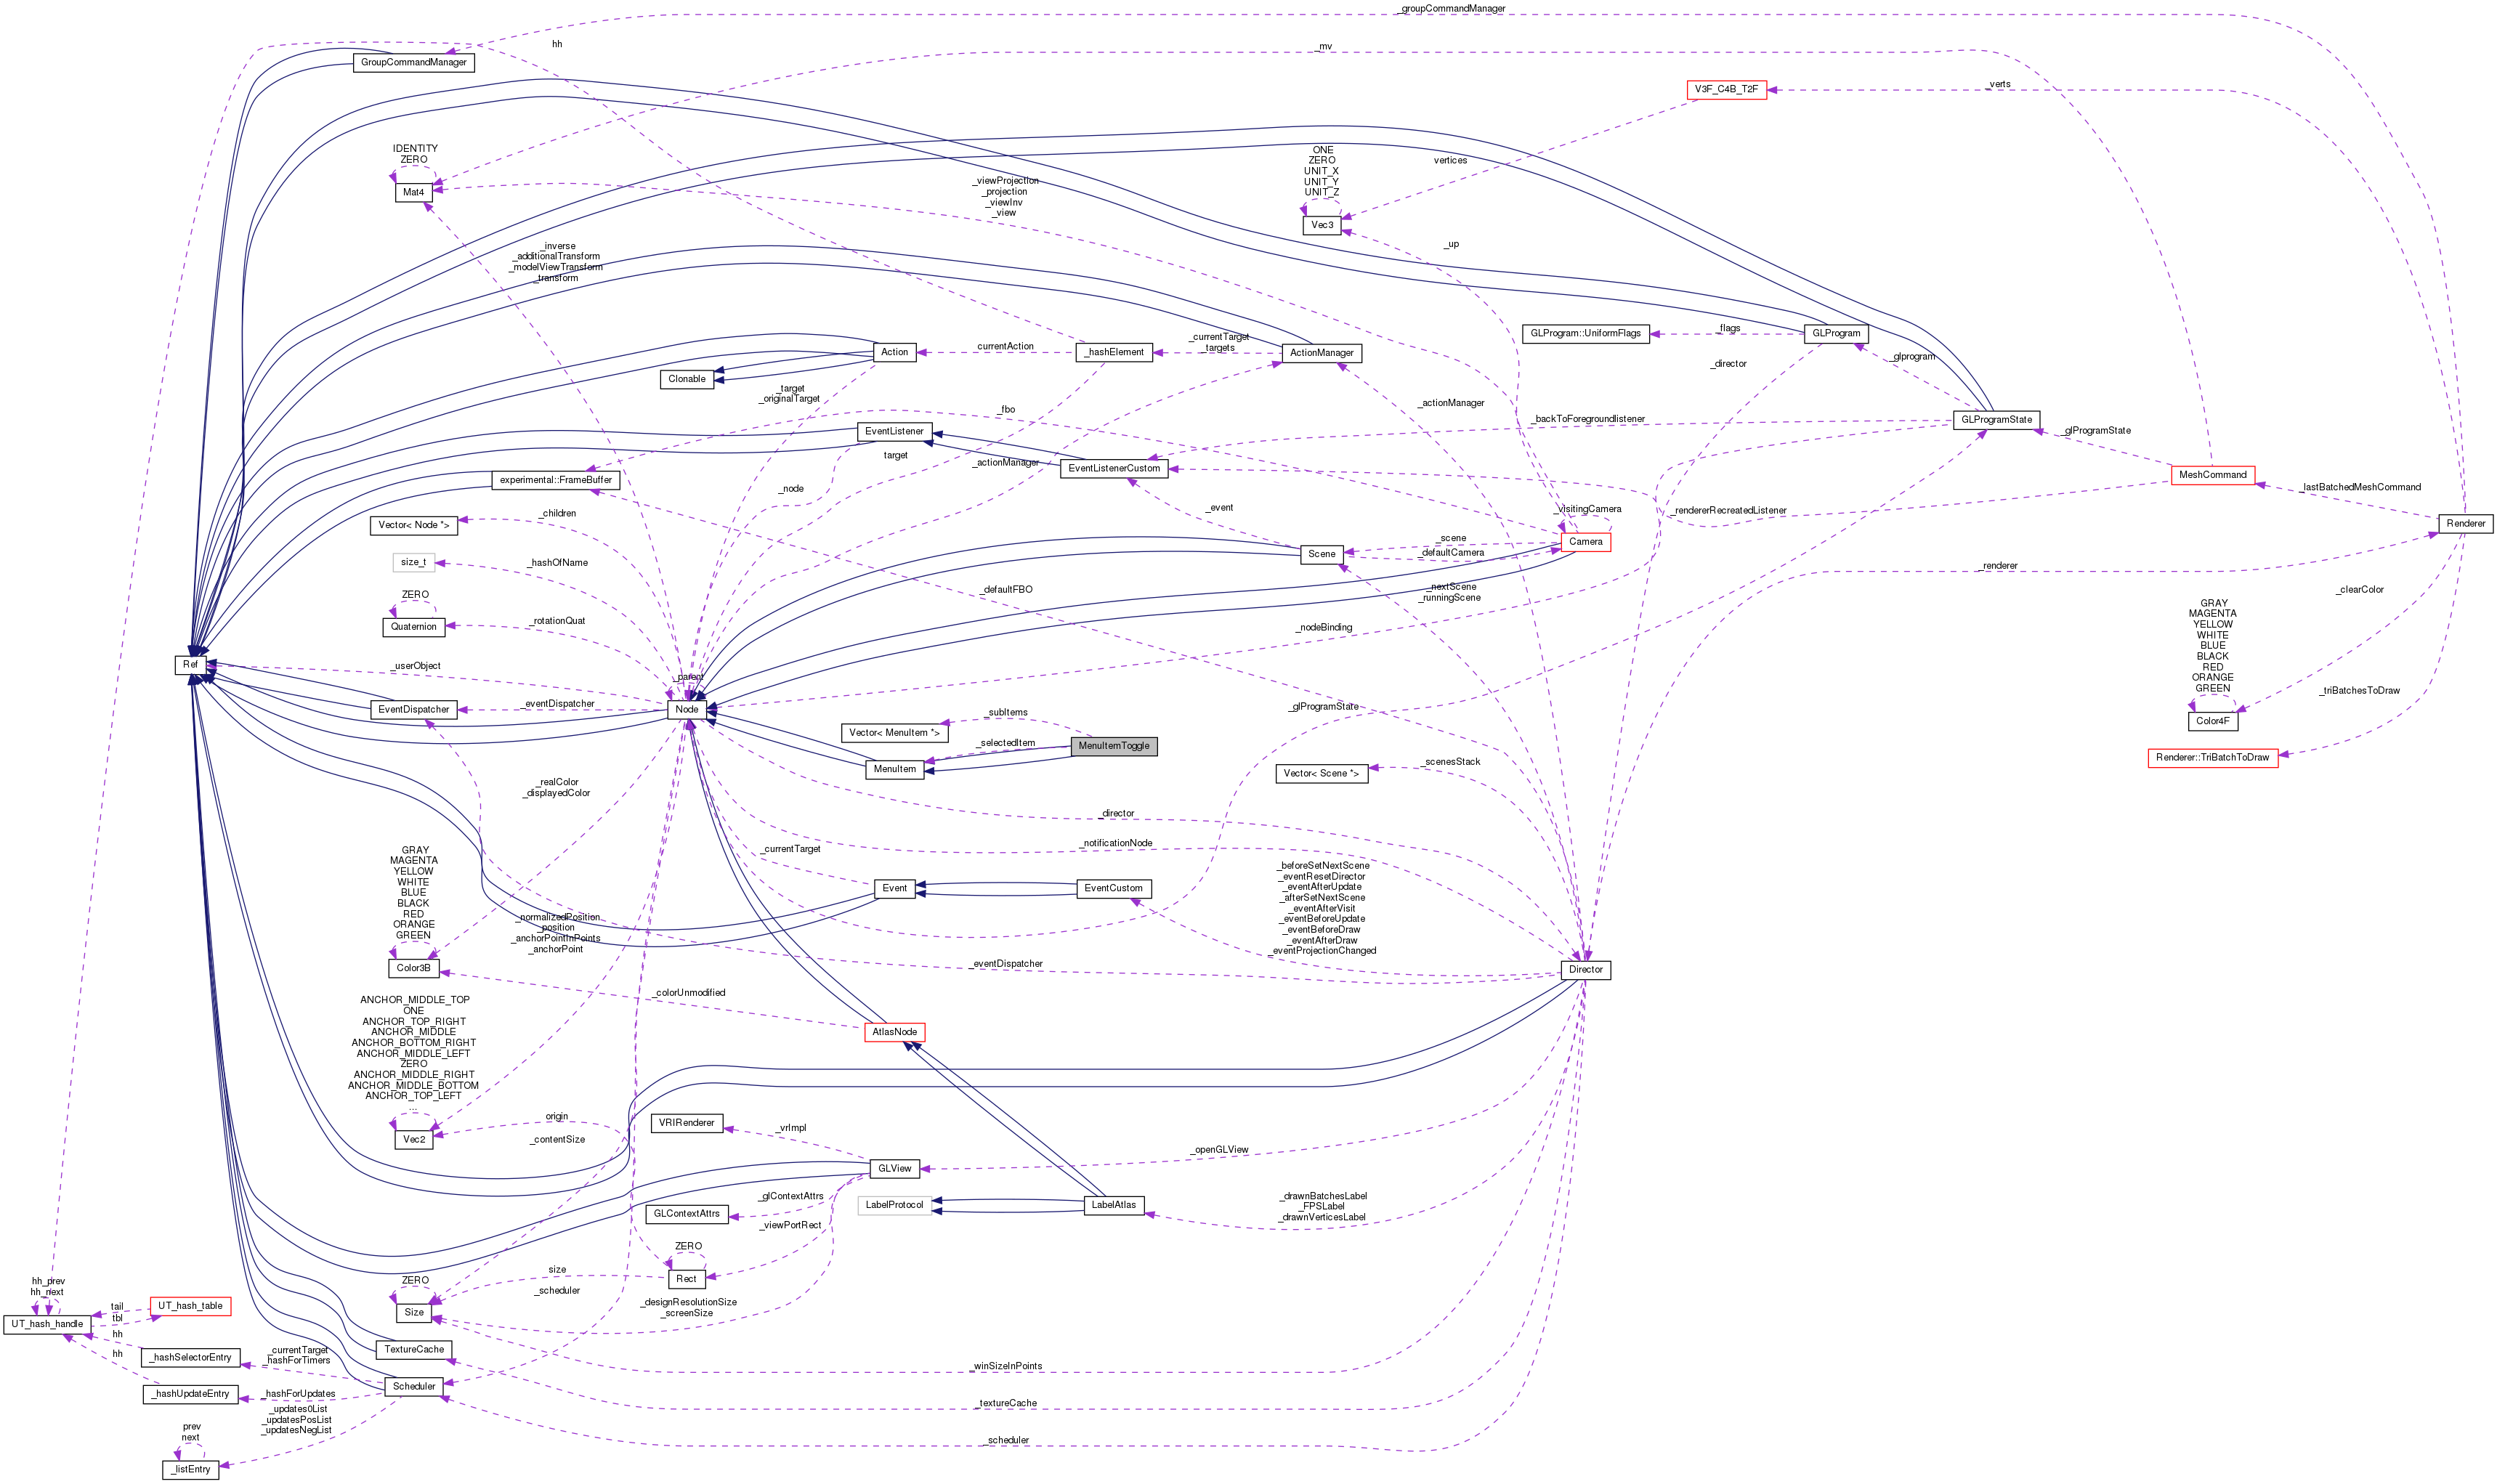 _groupCommandManager
hh
_mv
GroupCommandManager
V3F_C4B_T2F
_verts
IDENTITY
ZERO
Mat4
ONE
ZERO
UNIT_X
UNIT_Y
UNIT_Z
Vec3
vertices
_viewProjection
_projection
_viewInv
_view
_inverse
_additionalTransform
_modelViewTransform
_transform
_up
GLProgram::UniformFlags
_flags
GLProgram
Action
currentAction
_hashElement
_currentTarget
_targets
ActionManager
_director
_glprogram
Clonable
_target
_originalTarget
_fbo
_actionManager
_backToForegroundlistener
GLProgramState
_glProgramState
EventListener
target
_actionManager
EventListenerCustom
experimental::FrameBuffer
MeshCommand
_lastBatchedMeshCommand
_node
Vector< Node *>
_children
_event
_visitingCamera
_rendererRecreatedListener
Renderer
size_t
_hashOfName
Scene
_scene
_defaultCamera
Camera
_renderer
ZERO
Quaternion
_rotationQuat
_defaultFBO
_nextScene
_runningScene
_clearColor
GRAY
MAGENTA
YELLOW
WHITE
BLUE
BLACK
RED
ORANGE
GREEN
Color4F
_nodeBinding
Ref
_userObject
_parent
_triBatchesToDraw
EventDispatcher
_eventDispatcher
Node
Vector< MenuItem *>
_subItems
_selectedItem
MenuItemToggle
_glProgramState
MenuItem
Renderer::TriBatchToDraw
Vector< Scene *>
_scenesStack
_realColor
_displayedColor
_director
_notificationNode
_currentTarget
GRAY
MAGENTA
YELLOW
WHITE
BLUE
BLACK
RED
ORANGE
GREEN
Color3B
Event
EventCustom
_beforeSetNextScene
_eventResetDirector
_eventAfterUpdate
_afterSetNextScene
_eventAfterVisit
_eventBeforeUpdate
_eventBeforeDraw
_eventAfterDraw
_eventProjectionChanged
_normalizedPosition
_position
_anchorPointInPoints
_anchorPoint
_eventDispatcher
Director
_colorUnmodified
ANCHOR_MIDDLE_TOP
ONE
ANCHOR_TOP_RIGHT
ANCHOR_MIDDLE
ANCHOR_BOTTOM_RIGHT
ANCHOR_MIDDLE_LEFT
ZERO
ANCHOR_MIDDLE_RIGHT
ANCHOR_MIDDLE_BOTTOM
ANCHOR_TOP_LEFT
...
Vec2
AtlasNode
origin
VRIRenderer
_vrImpl
_contentSize
GLView
_openGLView
_glContextAttrs
GLContextAttrs
LabelProtocol
LabelAtlas
_drawnBatchesLabel
_FPSLabel
_drawnVerticesLabel
_viewPortRect
ZERO
Rect
size
ZERO
Size
_scheduler
_designResolutionSize
_screenSize
hh_prev
hh_next
UT_hash_handle
tail
tbl
UT_hash_table
hh
_hashSelectorEntry
_currentTarget
_hashForTimers
TextureCache
_winSizeInPoints
hh
_hashUpdateEntry
_hashForUpdates
Scheduler
_textureCache
_updates0List
_updatesPosList
_updatesNegList
prev
next
_listEntry
_scheduler